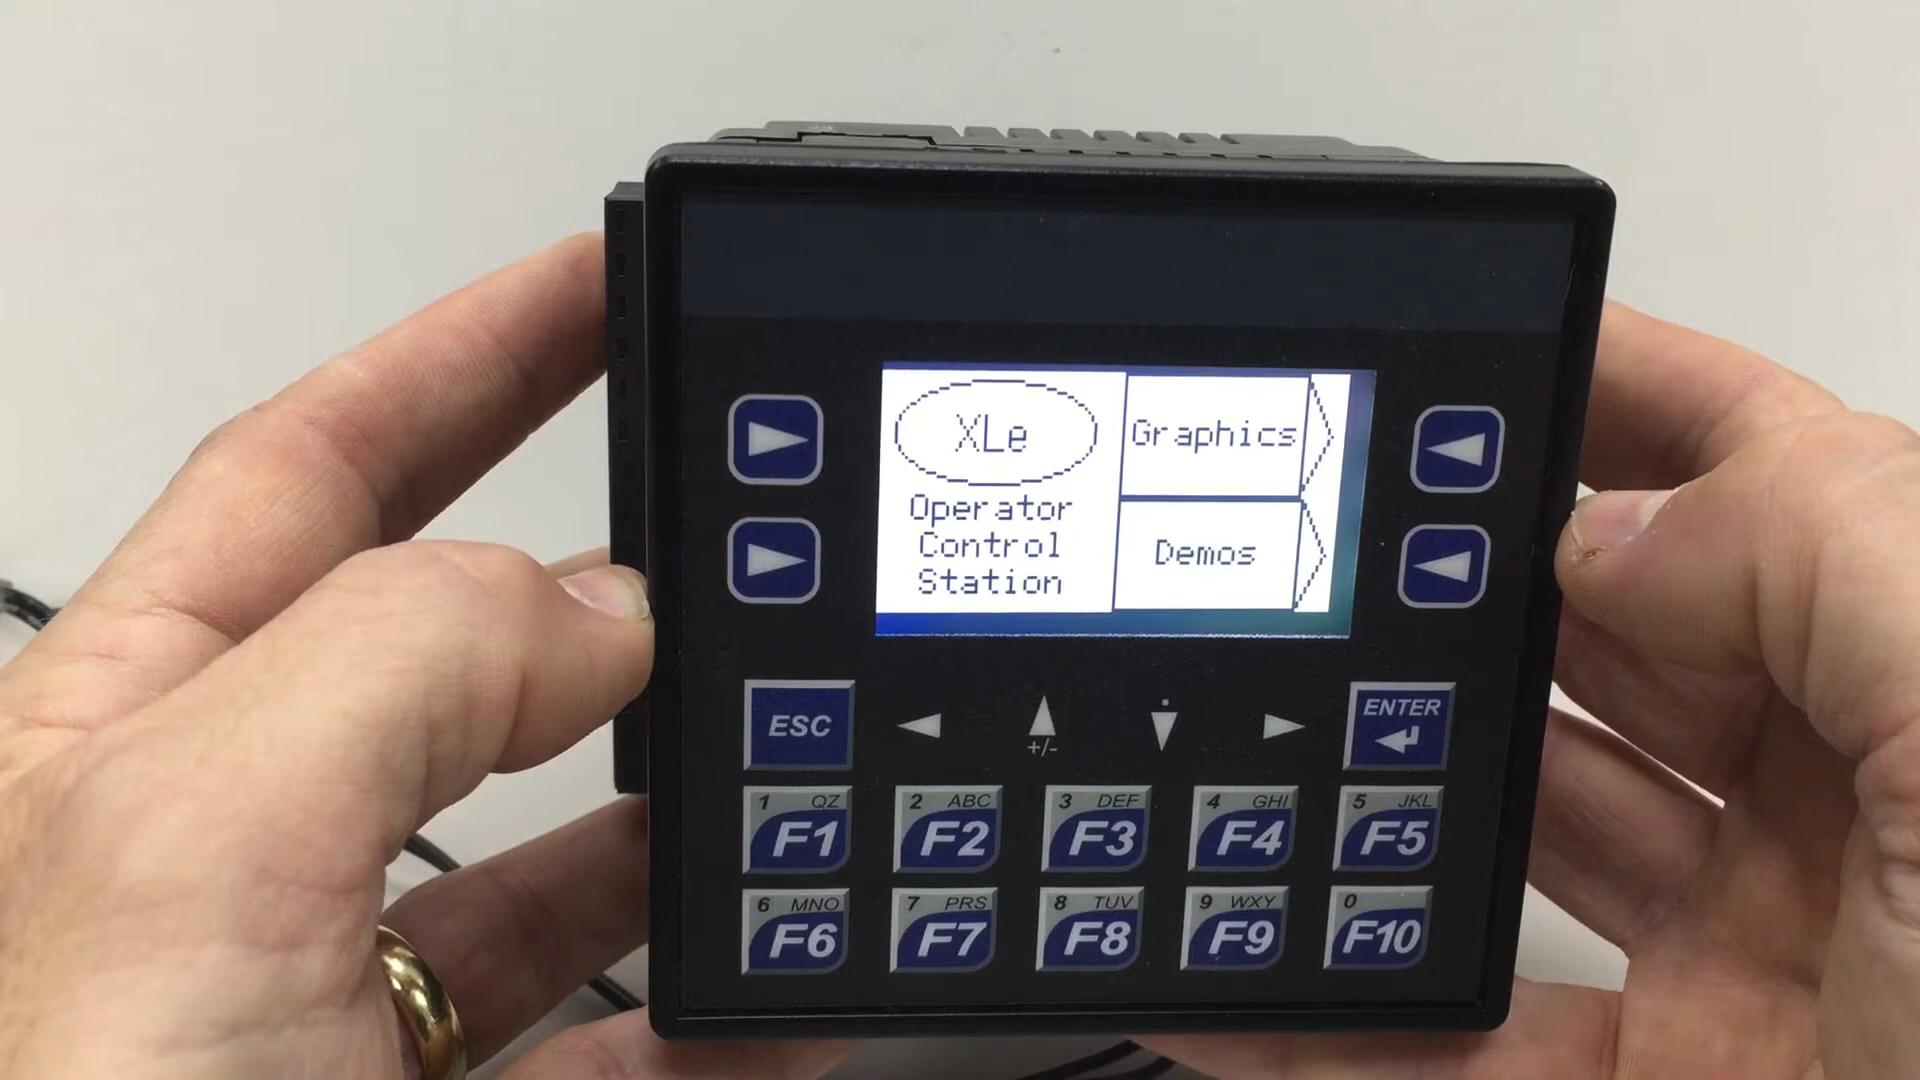 XLe
Operator
Control
Station
Graphics
Demos
ESC
+/-
ENTER
1 QZ
F1
2 ABC
F2
3 DEF
F3
4 GHI
F4
5 JKL
F5
6 MNO
F6
7 PRS
F7
8 TUV
F8
9 WXY
F9
0
F10